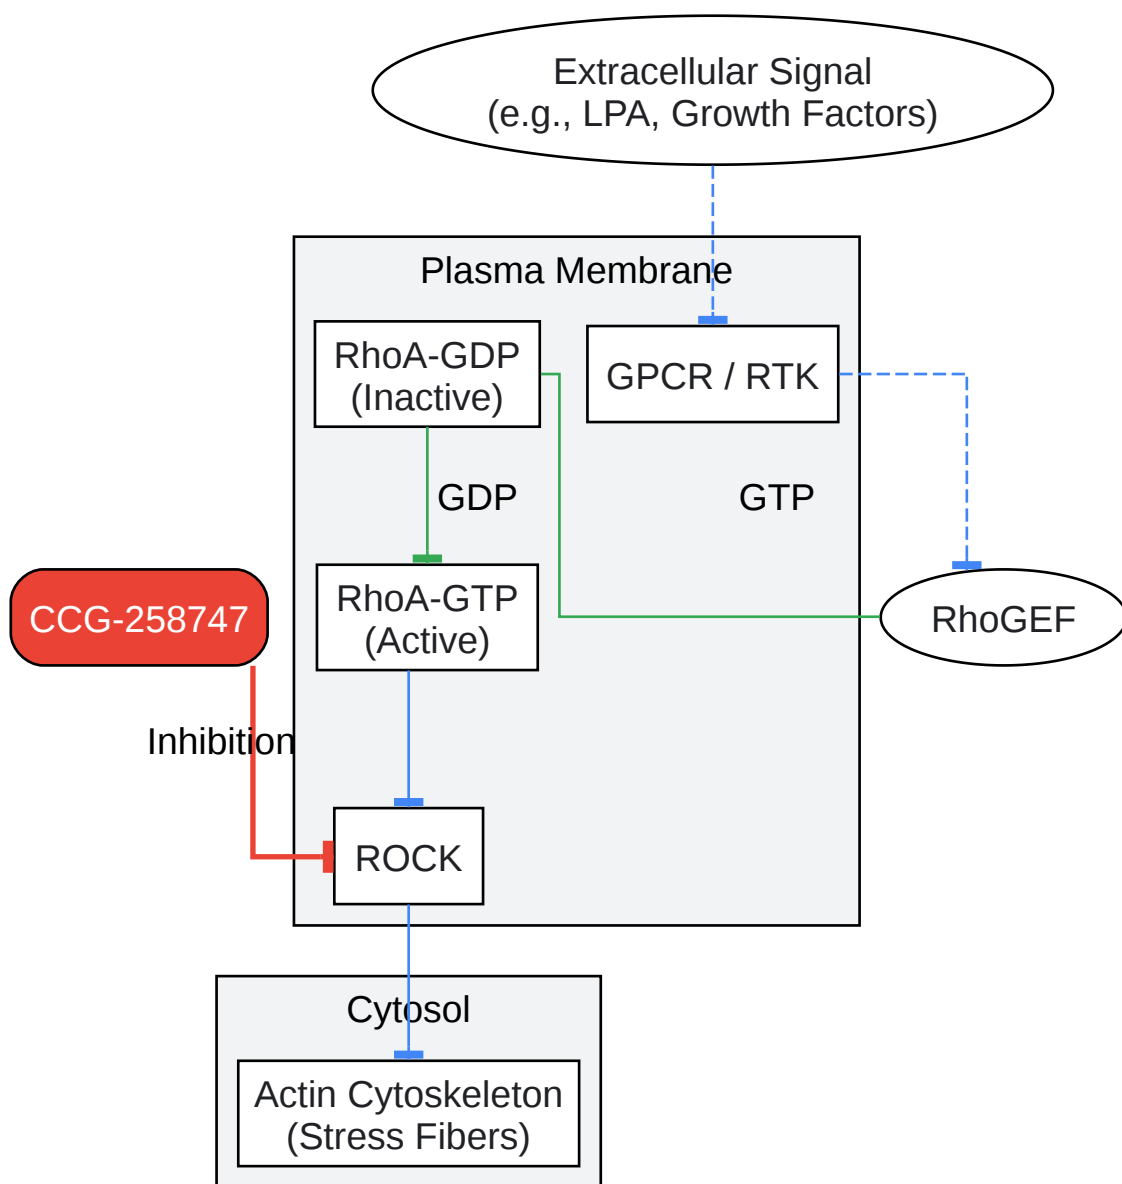 Extracellular Signal
(e.g., LPA, Growth Factors)
Plasma Membrane
RhoA-GDP
(Inactive)
GPCR / RTK
GDP
GTP
CCG-258747
RhoA-GTP
(Active)
RhoGEF
Inhibition
ROCK
Cytosol
Actin Cytoskeleton
(Stress Fibers)